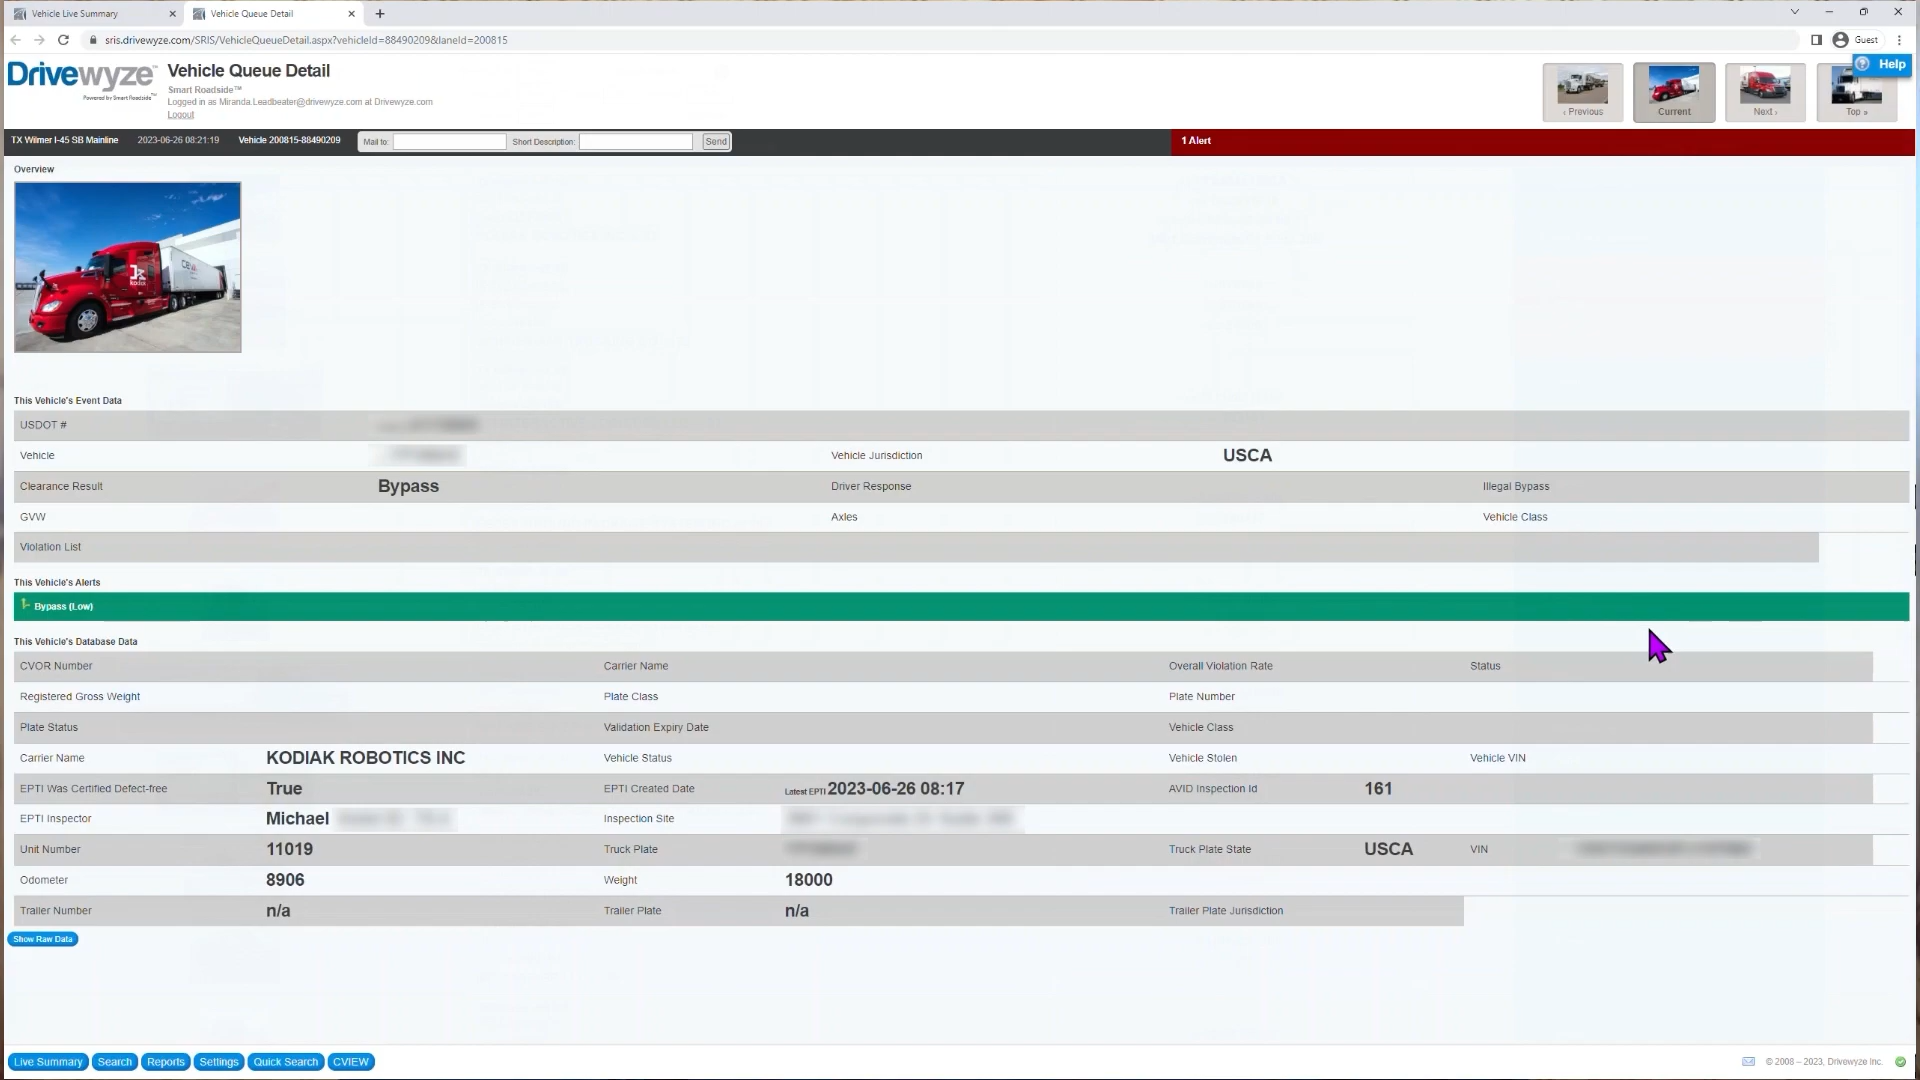 Vehicle Live Summary
Vehicle Queue Detail
sris.drivewyze.com/SRIS/VehicleQueueDetail.aspx?vehicleId=88490209&laneId=200815
Guest
Drivewyze™
Powered by Smart Roadside™
Vehicle Queue Detail
Smart Roadside™
Logged in as Miranda.Leadbeater@drivewyze.com at Drivewyze.com
Logout
‹ Previous
Current
Next ›
Top »
Help
TX Wilmer I-45 SB Mainline 2023-06-26 08:21:19 Vehicle 200815-88490209 Mail to: Short Description: Send
1 Alert
Overview
kodiak
This Vehicle's Event Data
USDOT #
Vehicle Vehicle Jurisdiction USCA
Clearance Result Bypass Driver Response Illegal Bypass
GVW Axles Vehicle Class
Violation List
This Vehicle's Alerts
Bypass (Low)
This Vehicle's Database Data
CVOR Number Carrier Name Overall Violation Rate Status
Registered Gross Weight Plate Class Plate Number
Plate Status Validation Expiry Date Vehicle Class
Carrier Name KODIAK ROBOTICS INC Vehicle Status Vehicle Stolen Vehicle VIN
EPTI Was Certified Defect-free True EPTI Created Date Latest EPTI 2023-06-26 08:17 AVID Inspection Id 161
EPTI Inspector Michael Inspection Site
Unit Number 11019 Truck Plate Truck Plate State USCA VIN
Odometer 8906 Weight 18000
Trailer Number n/a Trailer Plate n/a Trailer Plate Jurisdiction
Show Raw Data
Live Summary Search Reports Settings Quick Search CVIEW
© 2008 – 2023, Drivewyze Inc.